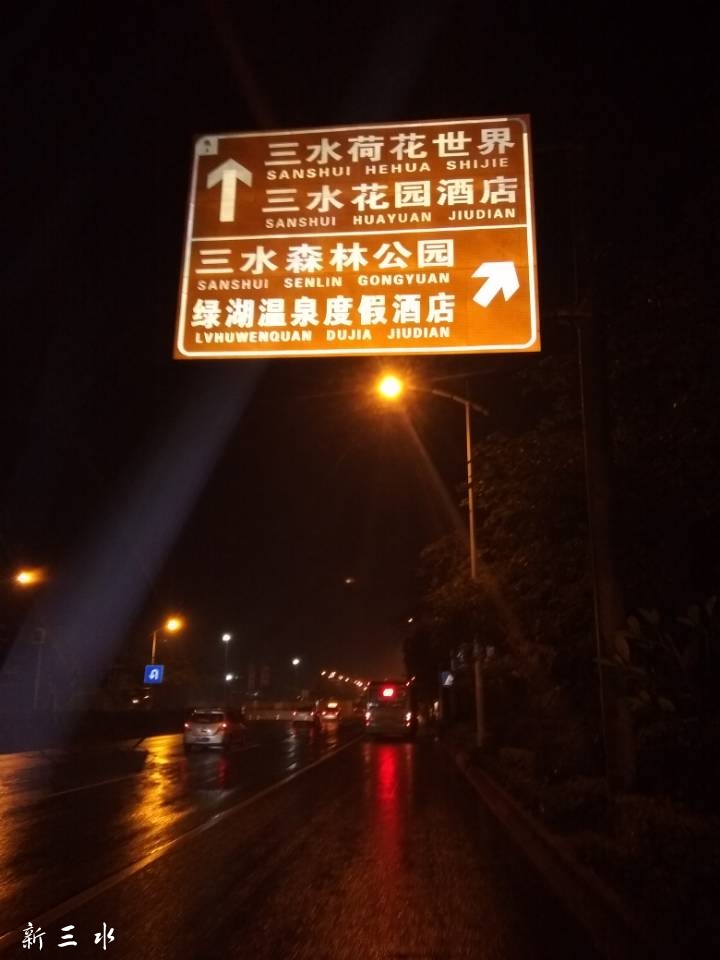 三水荷花世界
SANSHUI HEHUA SHIJIE
三水花园酒店
SANSHUI HUAYUAN JIUDIAN
三水森林公园
SANSHUI SENLIN GONGYUAN
绿湖温泉度假酒店
LVHUWENQUAN DUJIA JIUDIAN
新三水